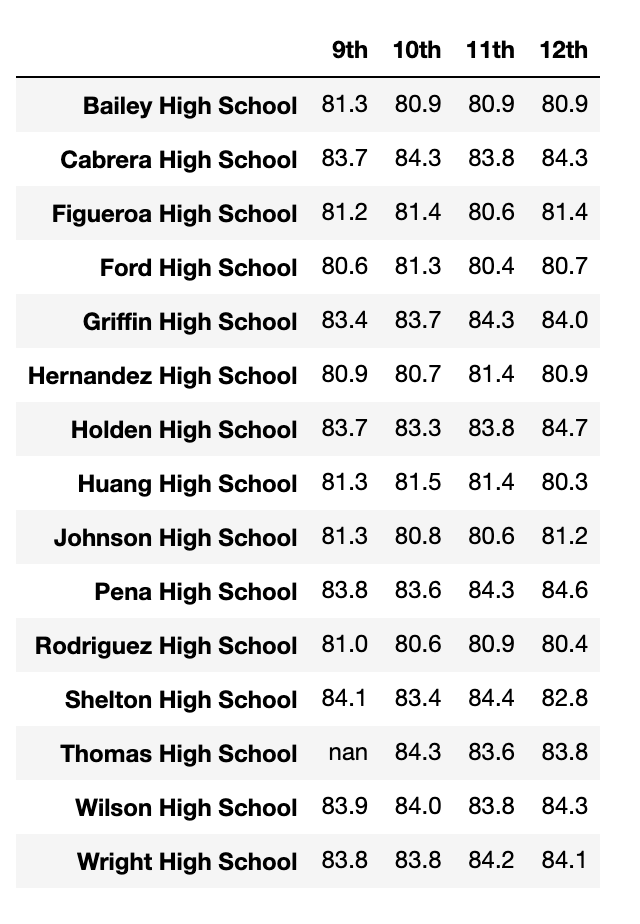 9th 10th 11th 12th
Bailey High School 81.3 80.9 80.9 80.9
Cabrera High School 83.7 84.3 83.8 84.3
Figueroa High School 81.2 81.4 80.6 81.4
Ford High School 80.6 81.3 80.4 80.7
Griffin High School 83.4 83.7 84.3 84.0
Hernandez High School 80.9 80.7 81.4 80.9
Holden High School 83.7 83.3 83.8 84.7
Huang High School 81.3 81.5 81.4 80.3
Johnson High School 81.3 80.8 80.6 81.2
Pena High School 83.8 83.6 84.3 84.6
Rodriguez High School 81.0 80.6 80.9 80.4
Shelton High School 84.1 83.4 84.4 82.8
Thomas High School nan 84.3 83.6 83.8
Wilson High School 83.9 84.0 83.8 84.3
Wright High School 83.8 83.8 84.2 84.1